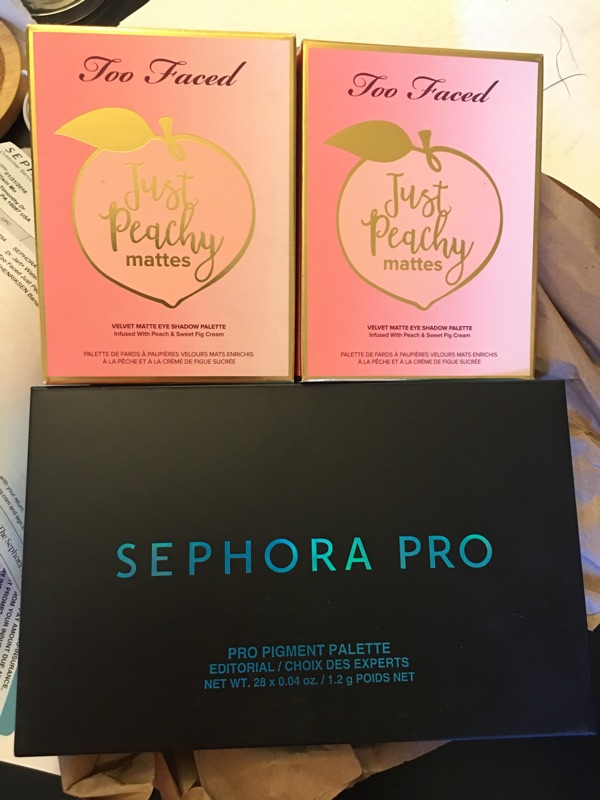 Too Faced
Just
Peachy
mattes
VELVET MATTE EYE SHADOW PALETTE
Infused With Peach & Sweet Fig Cream
PALETTE DE FARDS À PAUPIÈRES VELOURS MATS ENRICHIS
À LA PÊCHE ET À LA CRÈME DE FIGUE SUCRÉE
Too Faced
Just
Peachy
mattes
VELVET MATTE EYE SHADOW PALETTE
Infused With Peach & Sweet Fig Cream
PALETTE DE FARDS À PAUPIÈRES VELOURS MATS ENRICHIS
À LA PÊCHE ET À LA CRÈME DE FIGUE SUCRÉE
SEPHORA PRO
PRO PIGMENT PALETTE
EDITORIAL / CHOIX DES EXPERTS
NET WT. 28 x 0.04 oz. / 1.2 g POIDS NET